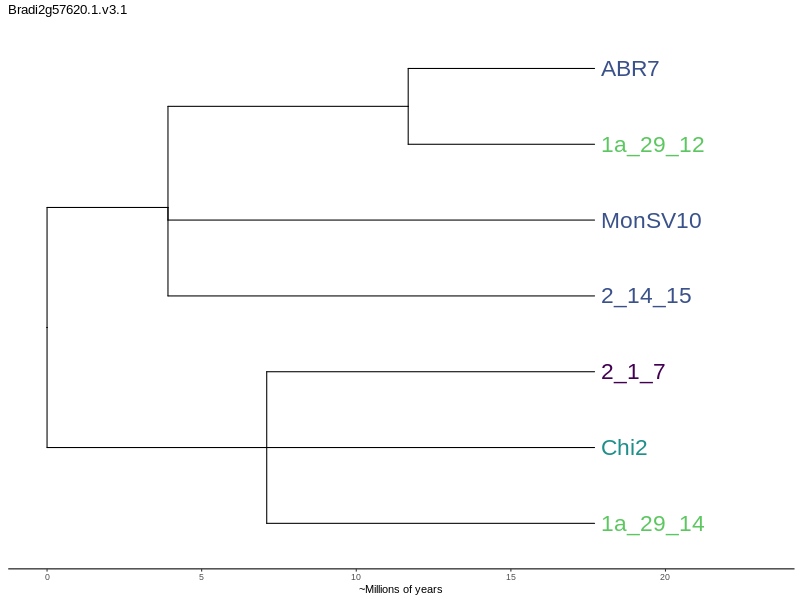 Bradi2g57620.1.v3.1
ABR7
1a_29_12
MonSV10
2_14_15
2_1_7
Chi2
1a_29_14
0 5 10 15 20
~Millions of years